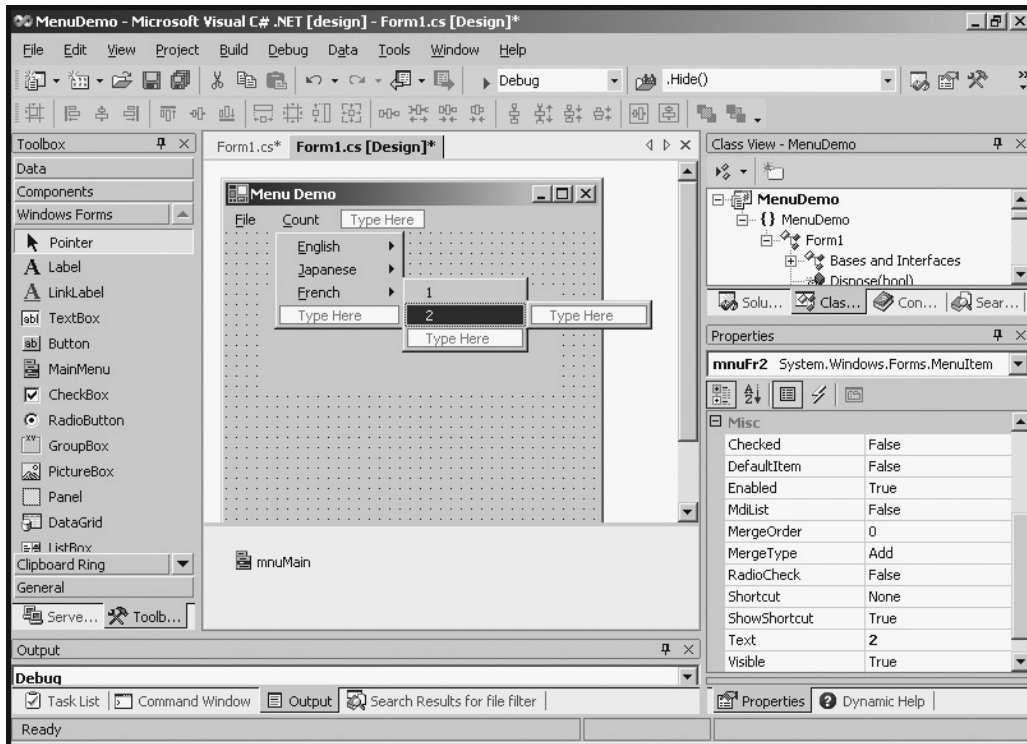 MenuDemo - Microsoft Visual C# .NET [design] - Form1.cs [Design]*
File Edit View Project Build Debug Data Tools Window Help
Debug .Hide()
Toolbox
Data
Components
Windows Forms
Pointer
A Label
A LinkLabel
abl TextBox
ab Button
MainMenu
CheckBox
RadioButton
XY GroupBox
PictureBox
Panel
DataGrid
ListBox
Clipboard Ring
General
Serve... Toolb...
Form1.cs* Form1.cs [Design]*
Menu Demo
File Count Type Here
English
Japanese
French 1
Type Here 2 Type Here
Type Here
mnuMain
Class View - MenuDemo
MenuDemo
{} MenuDemo
Form1
Bases and Interfaces
Dispose(bool)
Solu... Clas... Con... Sear...
Properties
mnuFr2 System.Windows.Forms.MenuItem
Misc
Checked False
DefaultItem False
Enabled True
MdiList False
MergeOrder 0
MergeType Add
RadioCheck False
Shortcut None
ShowShortcut True
Text 2
Visible True
Properties Dynamic Help
Output
Debug
Task List Command Window Output Search Results for file filter
Ready